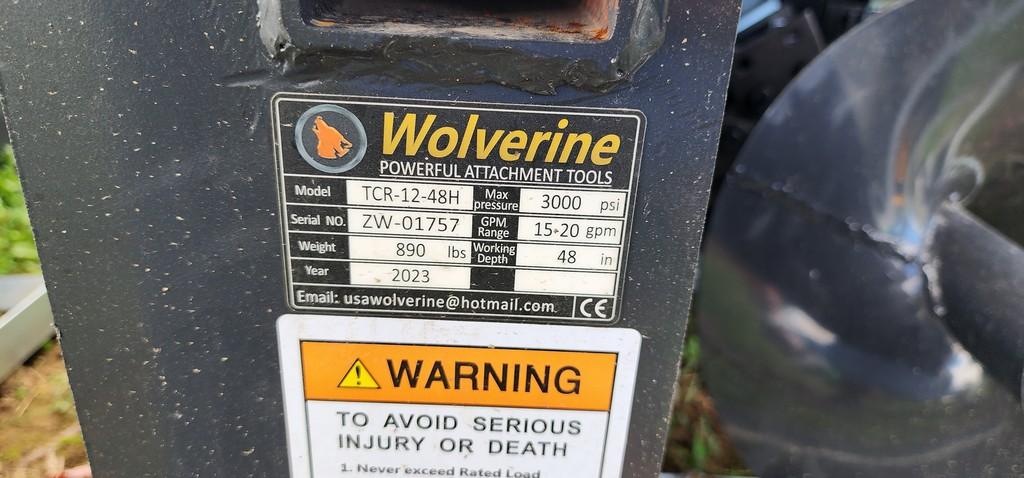 Wolverine
POWERFUL ATTACHMENT TOOLS
Model TCR-12-48H Max pressure 3000 psi
Serial NO. ZW-01757 GPM Range 15-20 gpm
Weight 890 lbs Working Depth 48 in
Year 2023
Email: usawolverine@hotmail.com CE
WARNING
TO AVOID SERIOUS
INJURY OR DEATH
1. Never exceed Rated Load